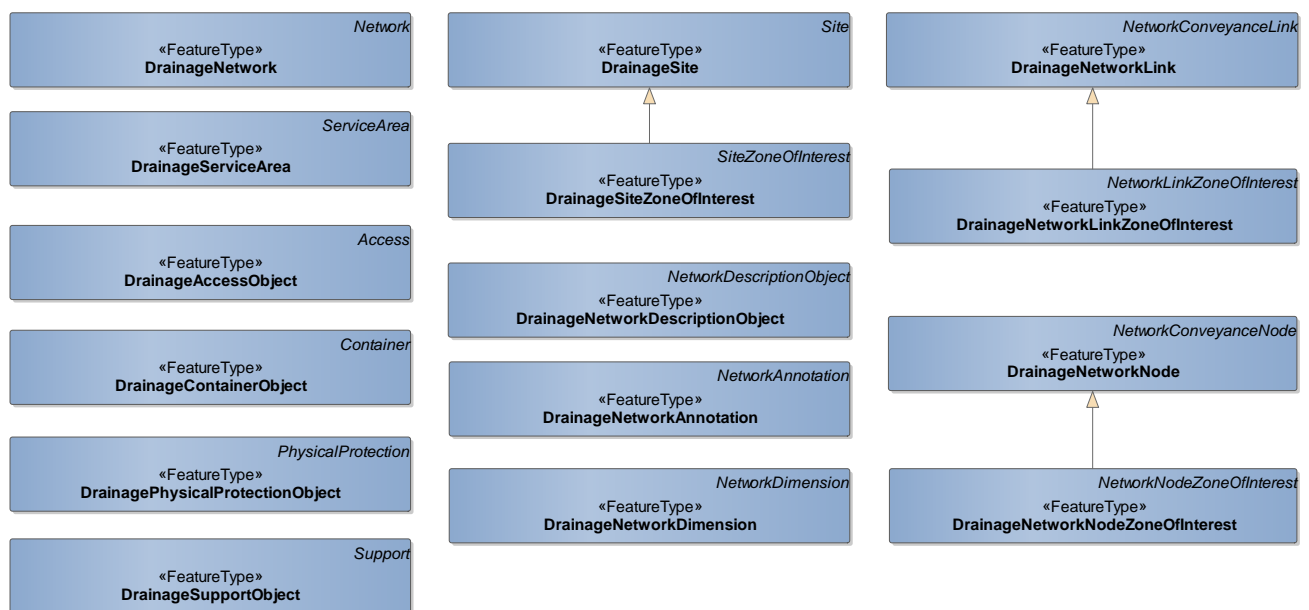 Network
«FeatureType»
DrainageNetwork
ServiceArea
«FeatureType»
DrainageServiceArea
Access
«FeatureType»
DrainageAccessObject
Container
«FeatureType»
DrainageContainerObject
PhysicalProtection
«FeatureType»
DrainagePhysicalProtectionObject
Support
«FeatureType»
DrainageSupportObject
Site
«FeatureType»
DrainageSite
SiteZoneOfInterest
«FeatureType»
DrainageSiteZoneOfInterest
NetworkDescriptionObject
«FeatureType»
DrainageNetworkDescriptionObject
NetworkAnnotation
«FeatureType»
DrainageNetworkAnnotation
NetworkDimension
«FeatureType»
DrainageNetworkDimension
NetworkConveyanceLink
«FeatureType»
DrainageNetworkLink
NetworkLinkZoneOfInterest
«FeatureType»
DrainageNetworkLinkZoneOfInterest
NetworkConveyanceNode
«FeatureType»
DrainageNetworkNode
NetworkNodeZoneOfInterest
«FeatureType»
DrainageNetworkNodeZoneOfInterest